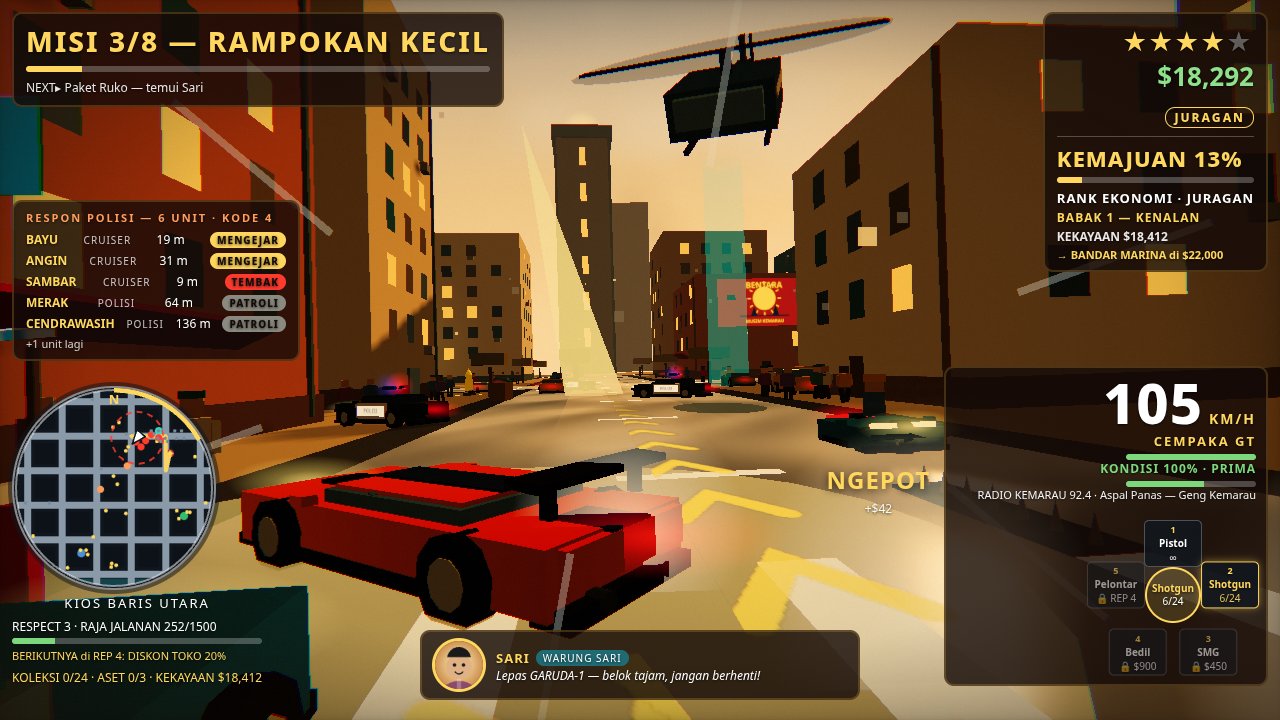 MISI 3/8 — RAMPOKAN KECIL
NEXT▸ Paket Ruko — temui Sari
★★★★★
$18,292
JURAGAN
KEMAJUAN 13%
RANK EKONOMI · JURAGAN
BABAK 1 — KENALAN
KEKAYAAN $18,412
→ BANDAR MARINA di $22,000
RESPON POLISI — 6 UNIT · KODE 4
BAYU CRUISER 19 m MENGEJAR
ANGIN CRUISER 31 m MENGEJAR
SAMBAR CRUISER 9 m TEMBAK
MERAK POLISI 64 m PATROLI
CENDRAWASIH POLISI 136 m PATROLI
+1 unit lagi
BENTARA
MUSIM KEMARAU
POLISI
POLISI
N
105 KM/H
CEMPAKA GT
KONDISI 100% · PRIMA
RADIO KEMARAU 92.4 · Aspal Panas — Geng Kemarau
NGEPOT
+$42
1
Pistol
∞
5
Pelontar
🔒 REP 4
Shotgun
6/24
2
Shotgun
6/24
4
Bedil
🔒 $900
3
SMG
🔒 $450
KIOS BARIS UTARA
RESPECT 3 · RAJA JALANAN 252/1500
BERIKUTNYA di REP 4: DISKON TOKO 20%
KOLEKSI 0/24 · ASET 0/3 · KEKAYAAN $18,412
SARI WARUNG SARI
Lepas GARUDA-1 — belok tajam, jangan berhenti!